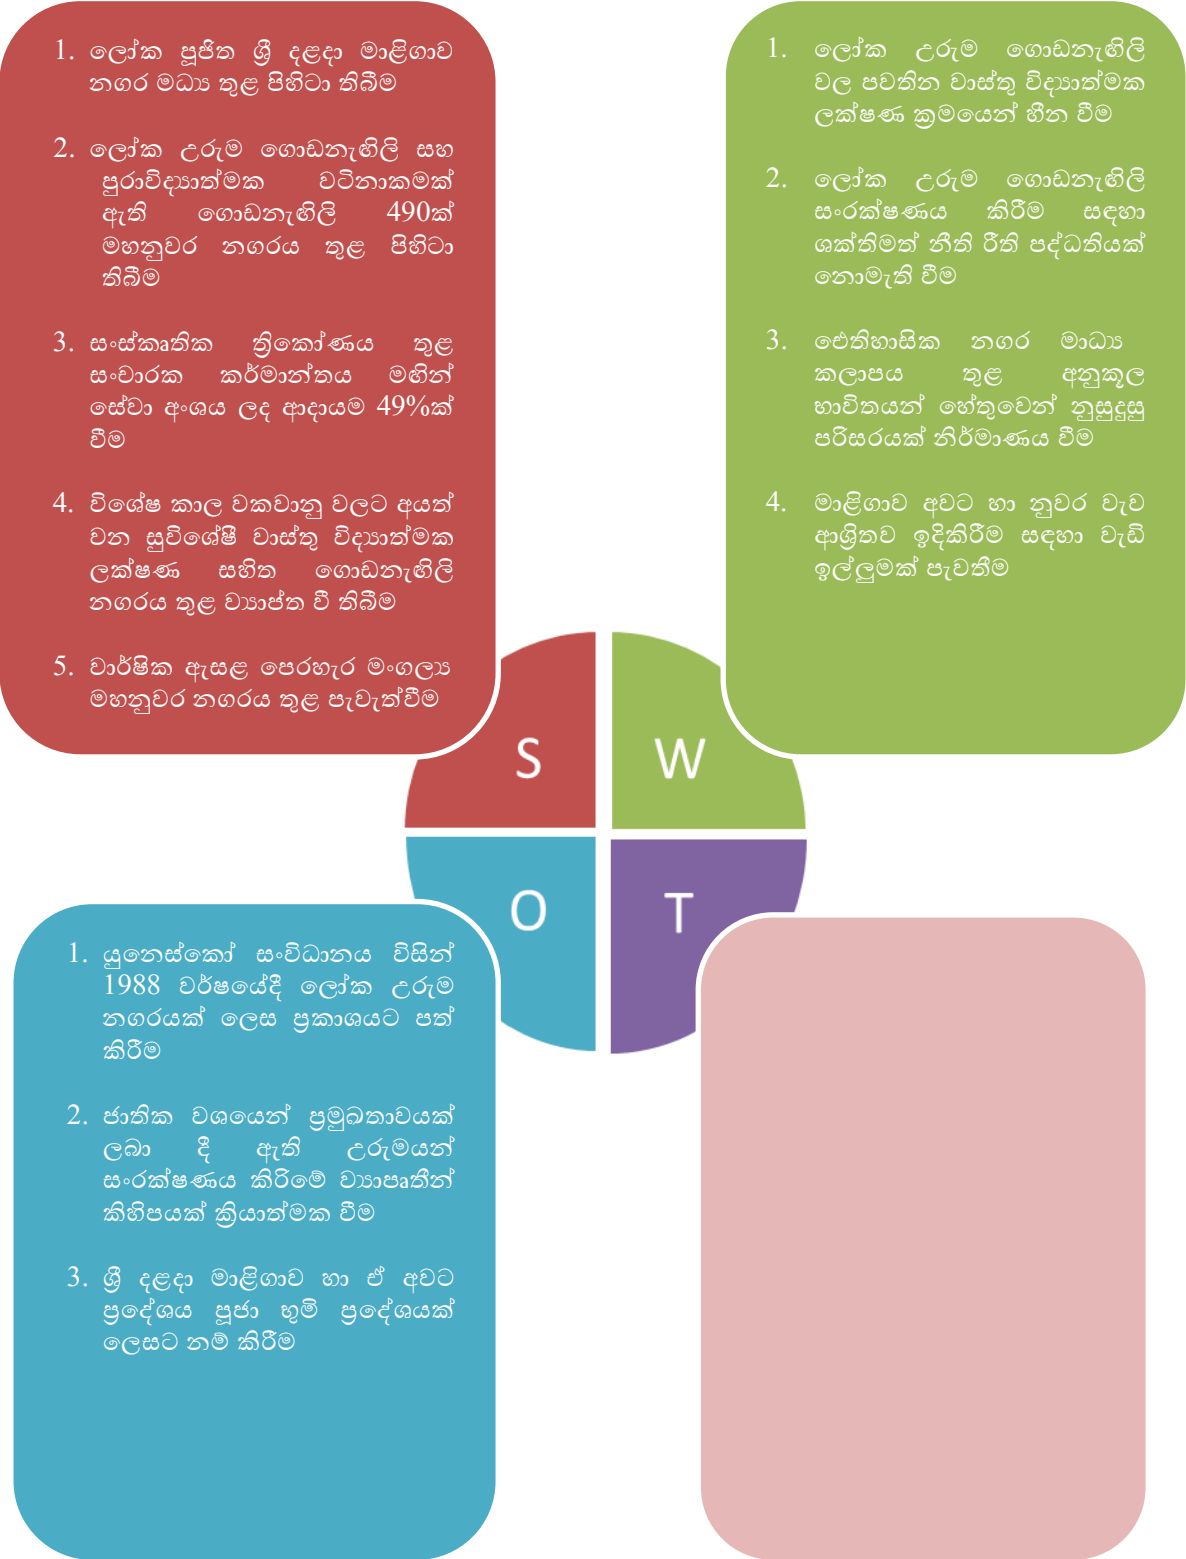 1. ලෝක පූජිත ශ්‍රී දළදා මාළිගාව
නගර මධ්‍ය තුළ පිහිටා තිබීම
2. ලෝක උරුම ගොඩනැඟිලි සහ
පුරාවිද්‍යාත්මක වටිනාකමක්
ඇති ගොඩනැඟිලි 490ක්
මහනුවර නගරය තුළ පිහිටා
තිබීම
3. සංස්කෘතික ත්‍රිකෝණය තුළ
සංචාරක කර්මාන්තය මඟින්
සේවා අංශය ලද ආදායම 49%ක්
වීම
4. විශේෂ කාල වකවානු වලට අයත්
වන සුවිශේෂී වාස්තු විද්‍යාත්මක
ලක්ෂණ සහිත ගොඩනැඟිලි
නගරය තුළ ව්‍යාප්ත වී තිබීම
5. වාර්ෂික ඇසළ පෙරහැර මංගල්‍ය
මහනුවර නගරය තුළ පැවැත්වීම
1. ලෝක උරුම ගොඩනැඟිලි
වල පවතින වාස්තු විද්‍යාත්මක
ලක්ෂණ ක්‍රමයෙන් හීන වීම
2. ලෝක උරුම ගොඩනැඟිලි
සංරක්ෂණය කිරීම සඳහා
ශක්තිමත් නීති රීති පද්ධතියක්
නොමැති වීම
3. ඓතිහාසික නගර මාධ්‍ය
කලාපය තුළ අනුකූල
භාවිතයන් හේතුවෙන් නුසුදුසු
පරිසරයක් නිර්මාණය වීම
4. මාළිගාව අවට හා නුවර වැව
ආශ්‍රිතව ඉදිකිරීම සඳහා වැඩි
ඉල්ලුමක් පැවතීම
S W
O T
1. යුනෙස්කෝ සංවිධානය විසින්
1988 වර්ෂයේදී ලෝක උරුම
නගරයක් ලෙස ප්‍රකාශයට පත්
කිරීම
2. ජාතික වශයෙන් ප්‍රමුඛතාවයක්
ලබා දී ඇති උරුමයන්
සංරක්ෂණය කිරිමේ ව්‍යාපෘතීන්
කිහිපයක් ක්‍රියාත්මක වීම
3. ශ්‍රී දළදා මාළිගාව හා ඒ අවට
ප්‍රදේශය පූජා භූමි ප්‍රදේශයක්
ලෙසට නම් කිරීම